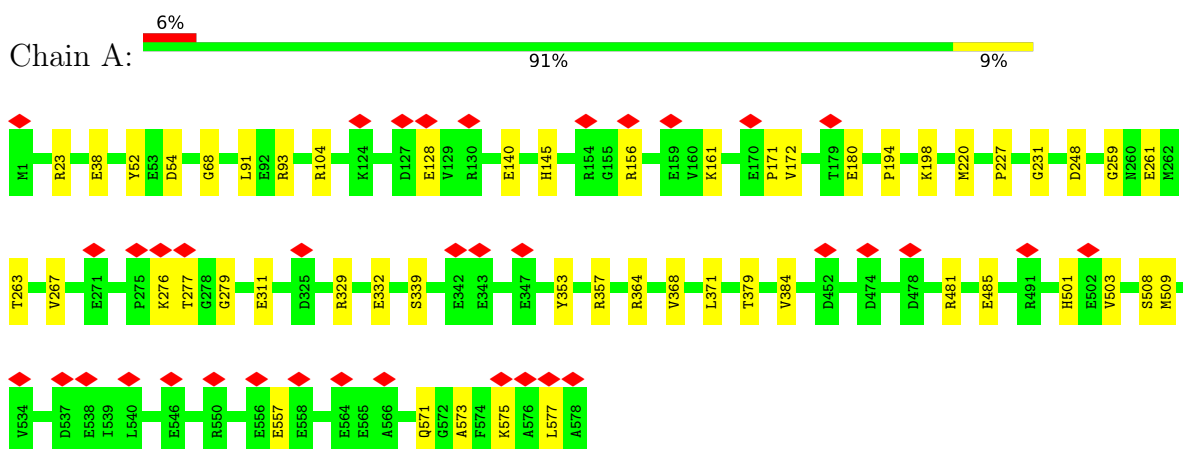 6%
Chain A:
91%
9%
M1 R23 E38 Y52 E53 D54 G68 L91 E92 R93 R104 K124 D127 E128 V129 R130 E140 H145 R154 G155 R156 E159 V160 K161 E170 P171 V172 T179 E180 P194 K198 M220 P227 G231 D248 G259 N260 E261 M262
T263 V267 E271 P275 K276 T277 G278 G279 E311 D325 R329 E332 S339 E342 E343 E347 Y353 R357 R364 V368 L371 T379 V384 D452 D474 D478 R481 E485 R491 H501 E502 V503 S508 M509
V534 D537 E538 I539 L540 E546 R550 E556 E557 E558 E564 E565 A566 Q571 G572 A573 F574 K575 A576 L577 A578